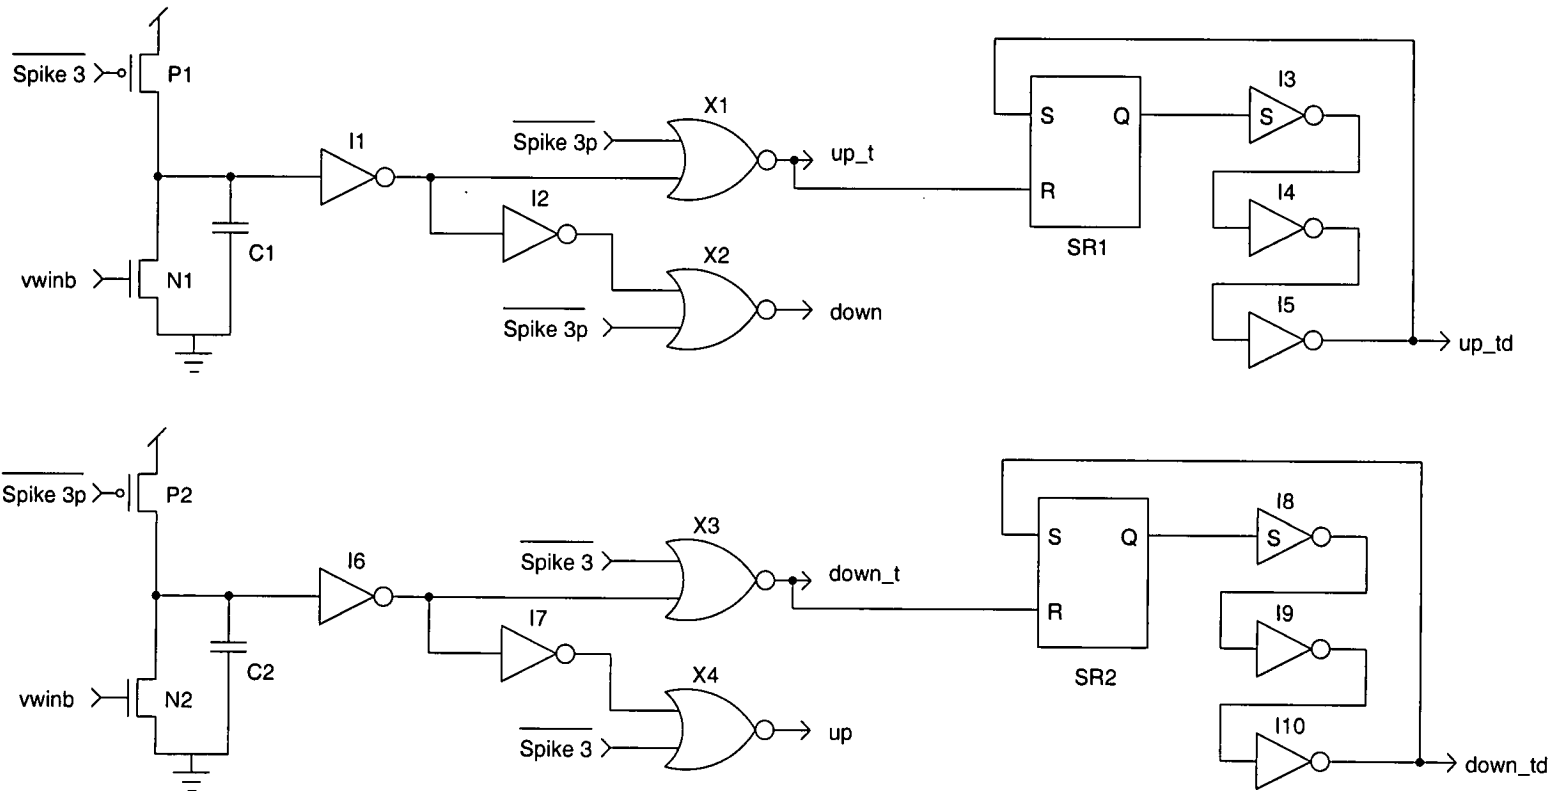 Spike 3
P1
vwinb
N1
C1
I1
I2
Spike 3p
X1
up_t
X2
Spike 3p
down
S
Q
R
SR1
I3
S
I4
I5
up_td
Spike 3p
P2
vwinb
N2
C2
I6
I7
Spike 3
X3
down_t
X4
Spike 3
up
S
Q
R
SR2
I8
S
I9
I10
down_td